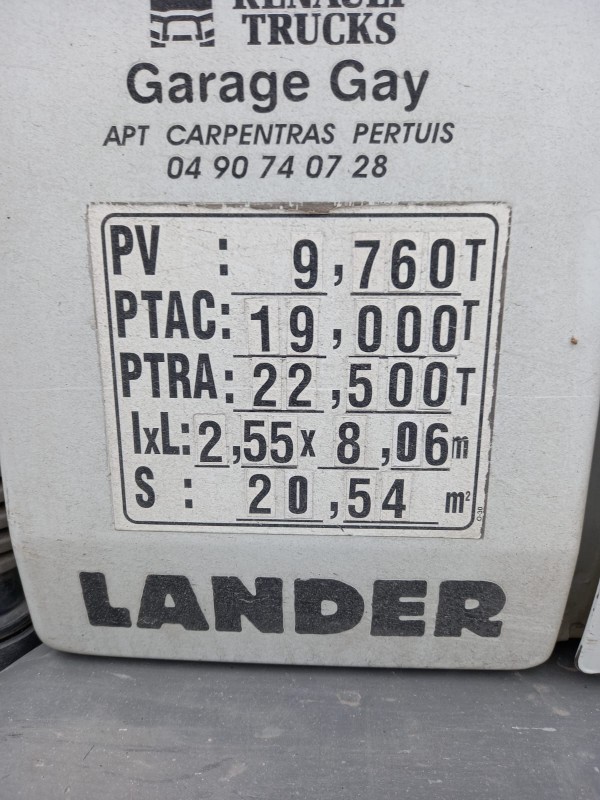 RENAULT
TRUCKS
Garage Gay
APT CARPENTRAS PERTUIS
04 90 74 07 28
PV : 9,760T
PTAC: 19,000T
PTRA: 22,500T
IxL: 2,55 x 8,06m
S : 20,54 m²
LANDER